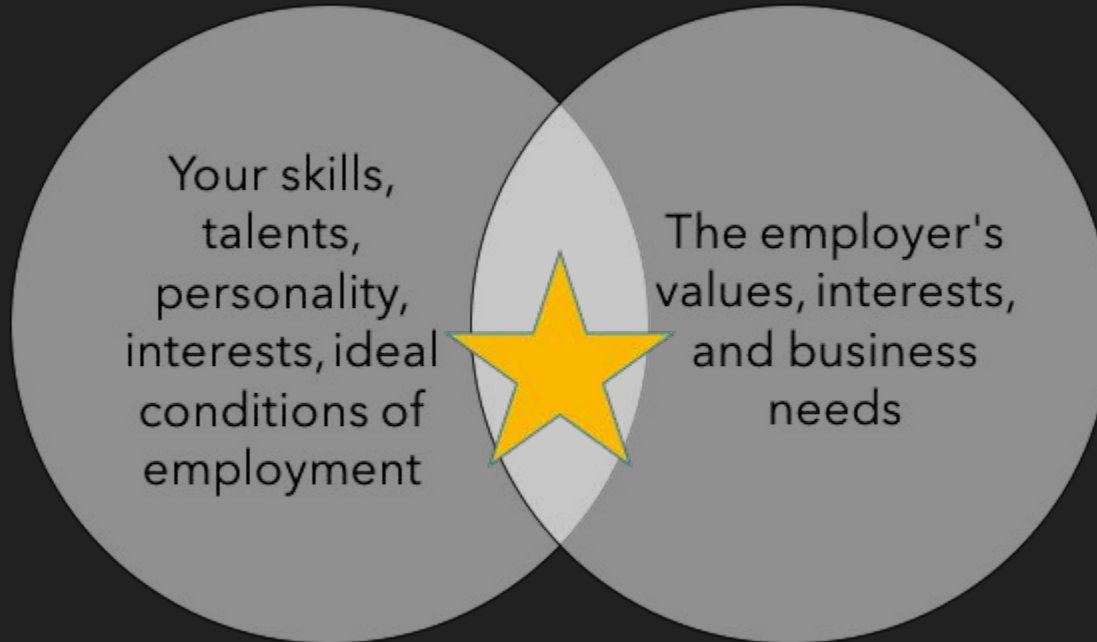 Your skills,
talents,
personality,
interests, ideal
conditions of
employment
The employer's
values, interests,
and business
needs